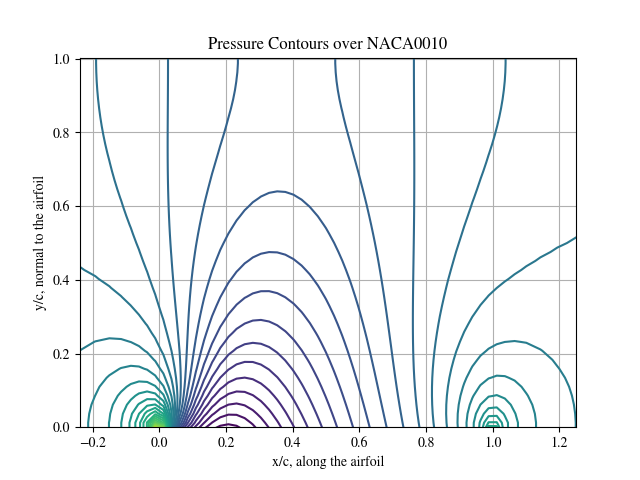 Pressure Contours over NACA0010
1.0
0.8
0.6
0.4
0.2
0.0
y/c, normal to the airfoil
−0.2 0.0 0.2 0.4 0.6 0.8 1.0 1.2
x/c, along the airfoil